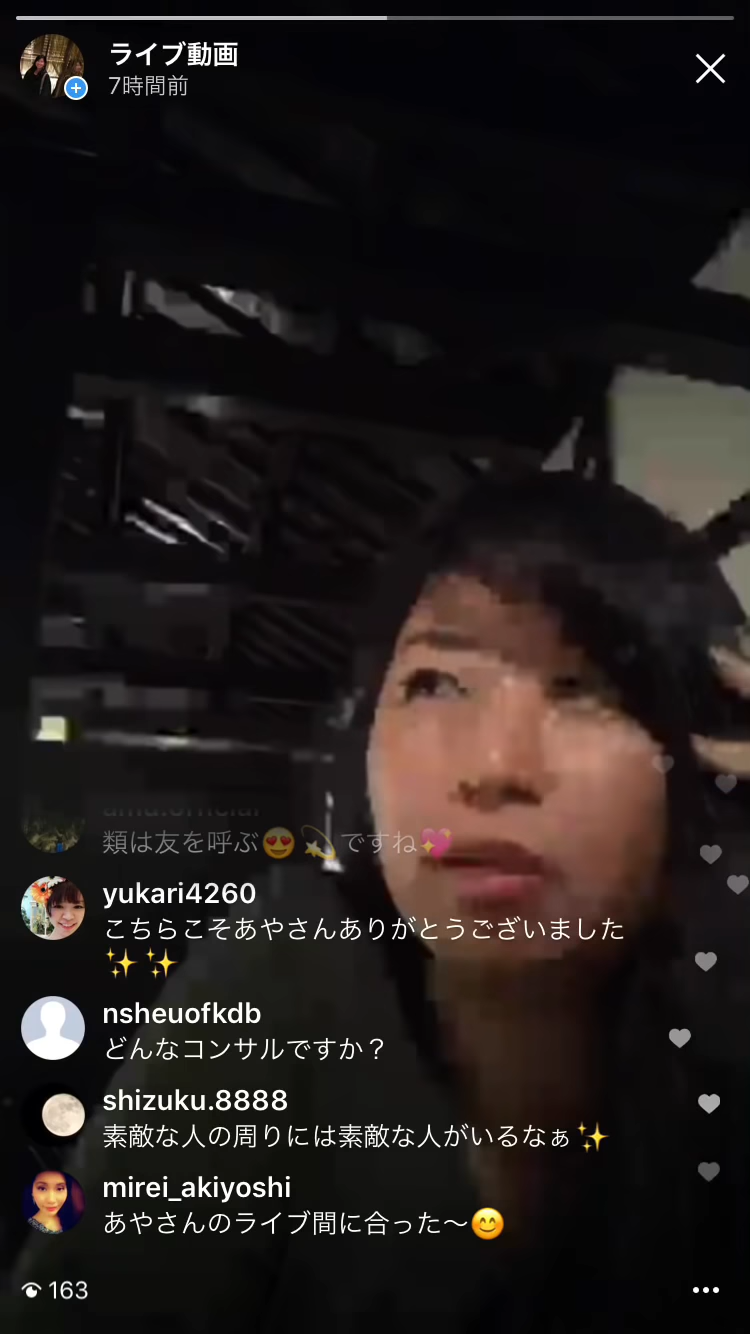 ライブ動画
7時間前
類は友を呼ぶ😍💫ですね💖
yukari4260
こちらこそあやさんありがとうございました
✨✨
nsheuofkdb
どんなコンサルですか？
shizuku.8888
素敵な人の周りには素敵な人がいるなぁ✨
mirei_akiyoshi
あやさんのライブ間に合った〜😊
163